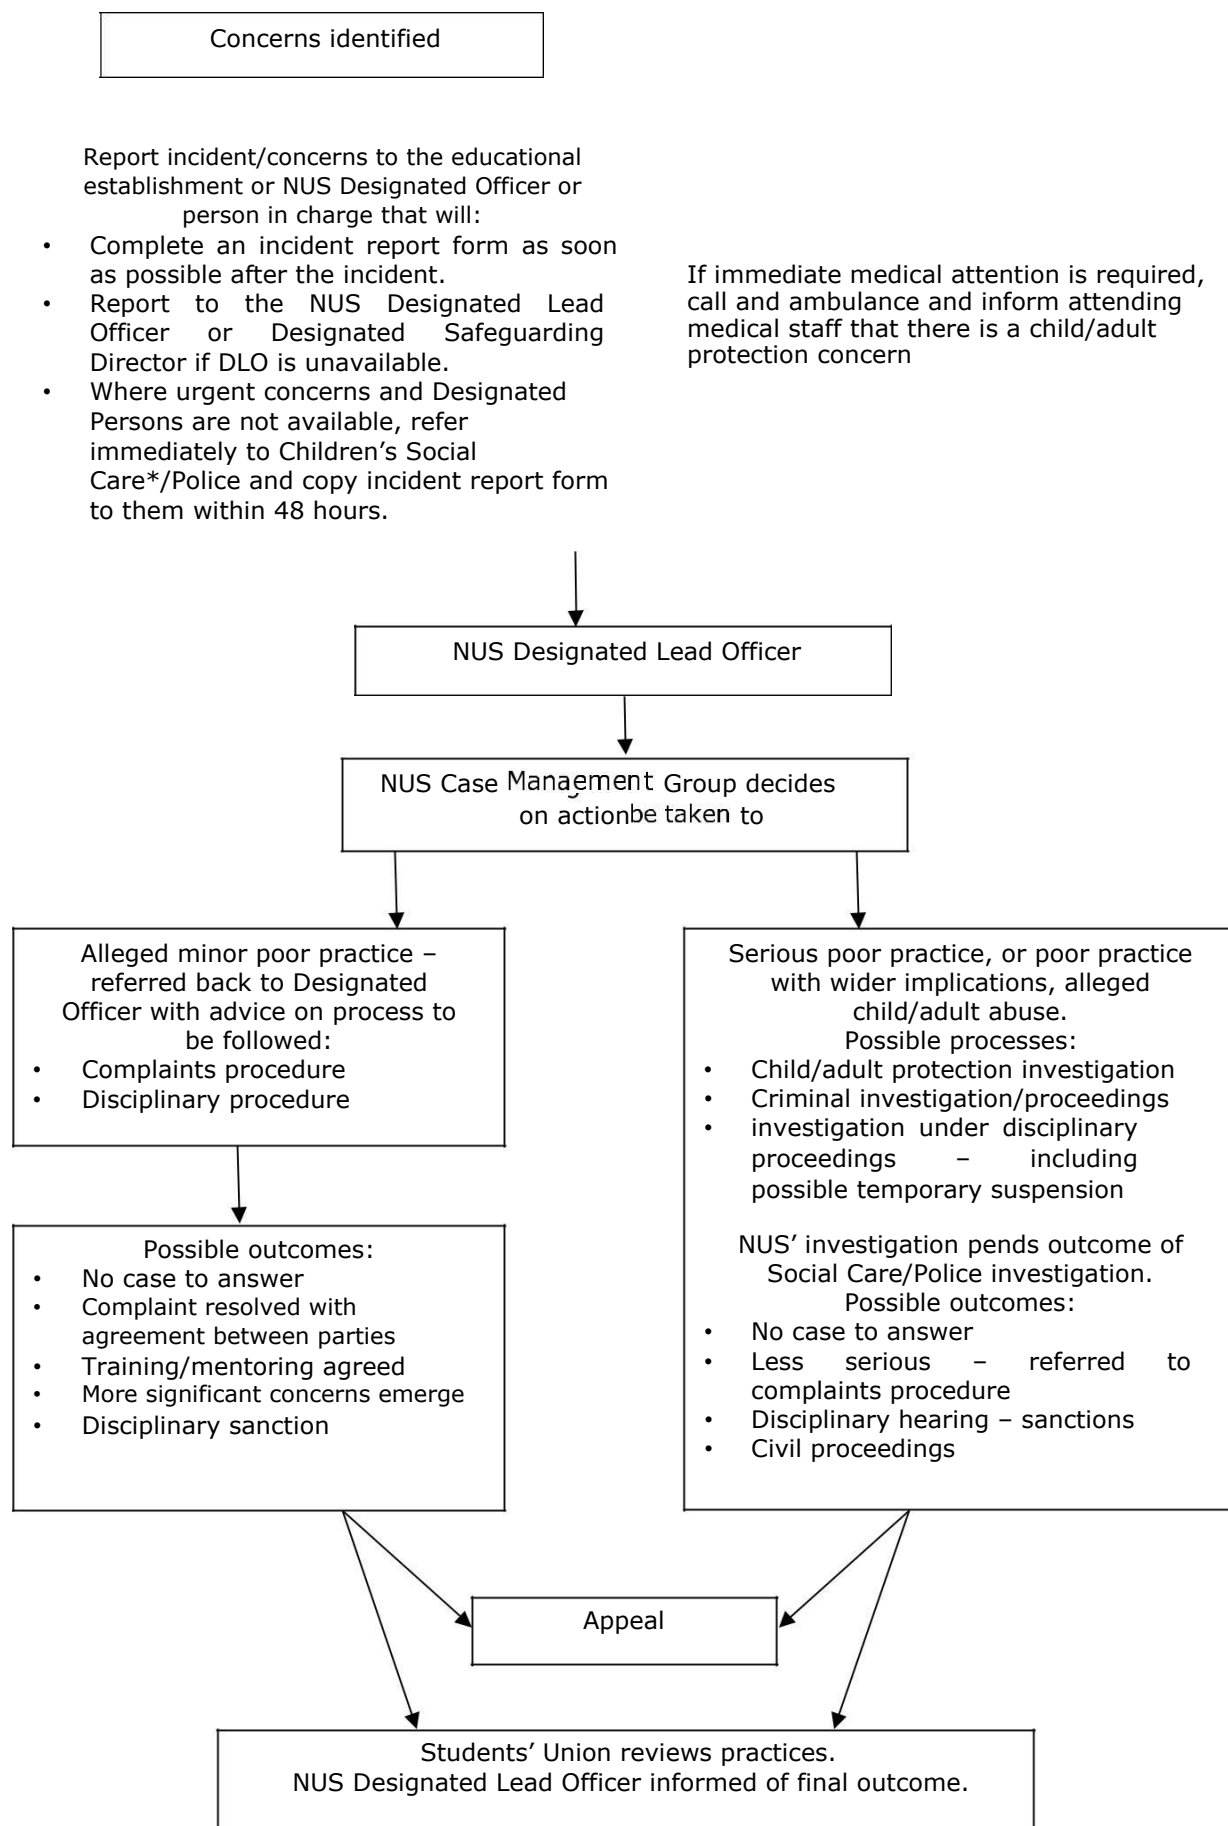 Concerns identified
Report incident/concerns to the educational
establishment or NUS Designated Officer or
person in charge that will:
• Complete an incident report form as soon
as possible after the incident.
• Report to the NUS Designated Lead
Officer or Designated Safeguarding
Director if DLO is unavailable.
• Where urgent concerns and Designated
Persons are not available, refer
immediately to Children’s Social
Care*/Police and copy incident report form
to them within 48 hours.
If immediate medical attention is required,
call and ambulance and inform attending
medical staff that there is a child/adult
protection concern
NUS Designated Lead Officer
NUS Case Management Group decides
on action be taken to
Alleged minor poor practice –
referred back to Designated
Officer with advice on process to
be followed:
• Complaints procedure
• Disciplinary procedure
Possible outcomes:
• No case to answer
• Complaint resolved with
agreement between parties
• Training/mentoring agreed
• More significant concerns emerge
• Disciplinary sanction
Serious poor practice, or poor practice
with wider implications, alleged
child/adult abuse.
Possible processes:
• Child/adult protection investigation
• Criminal investigation/proceedings
• investigation under disciplinary
proceedings – including
possible temporary suspension
NUS’ investigation pends outcome of
Social Care/Police investigation.
Possible outcomes:
• No case to answer
• Less serious – referred to
complaints procedure
• Disciplinary hearing – sanctions
• Civil proceedings
Appeal
Students’ Union reviews practices.
NUS Designated Lead Officer informed of final outcome.